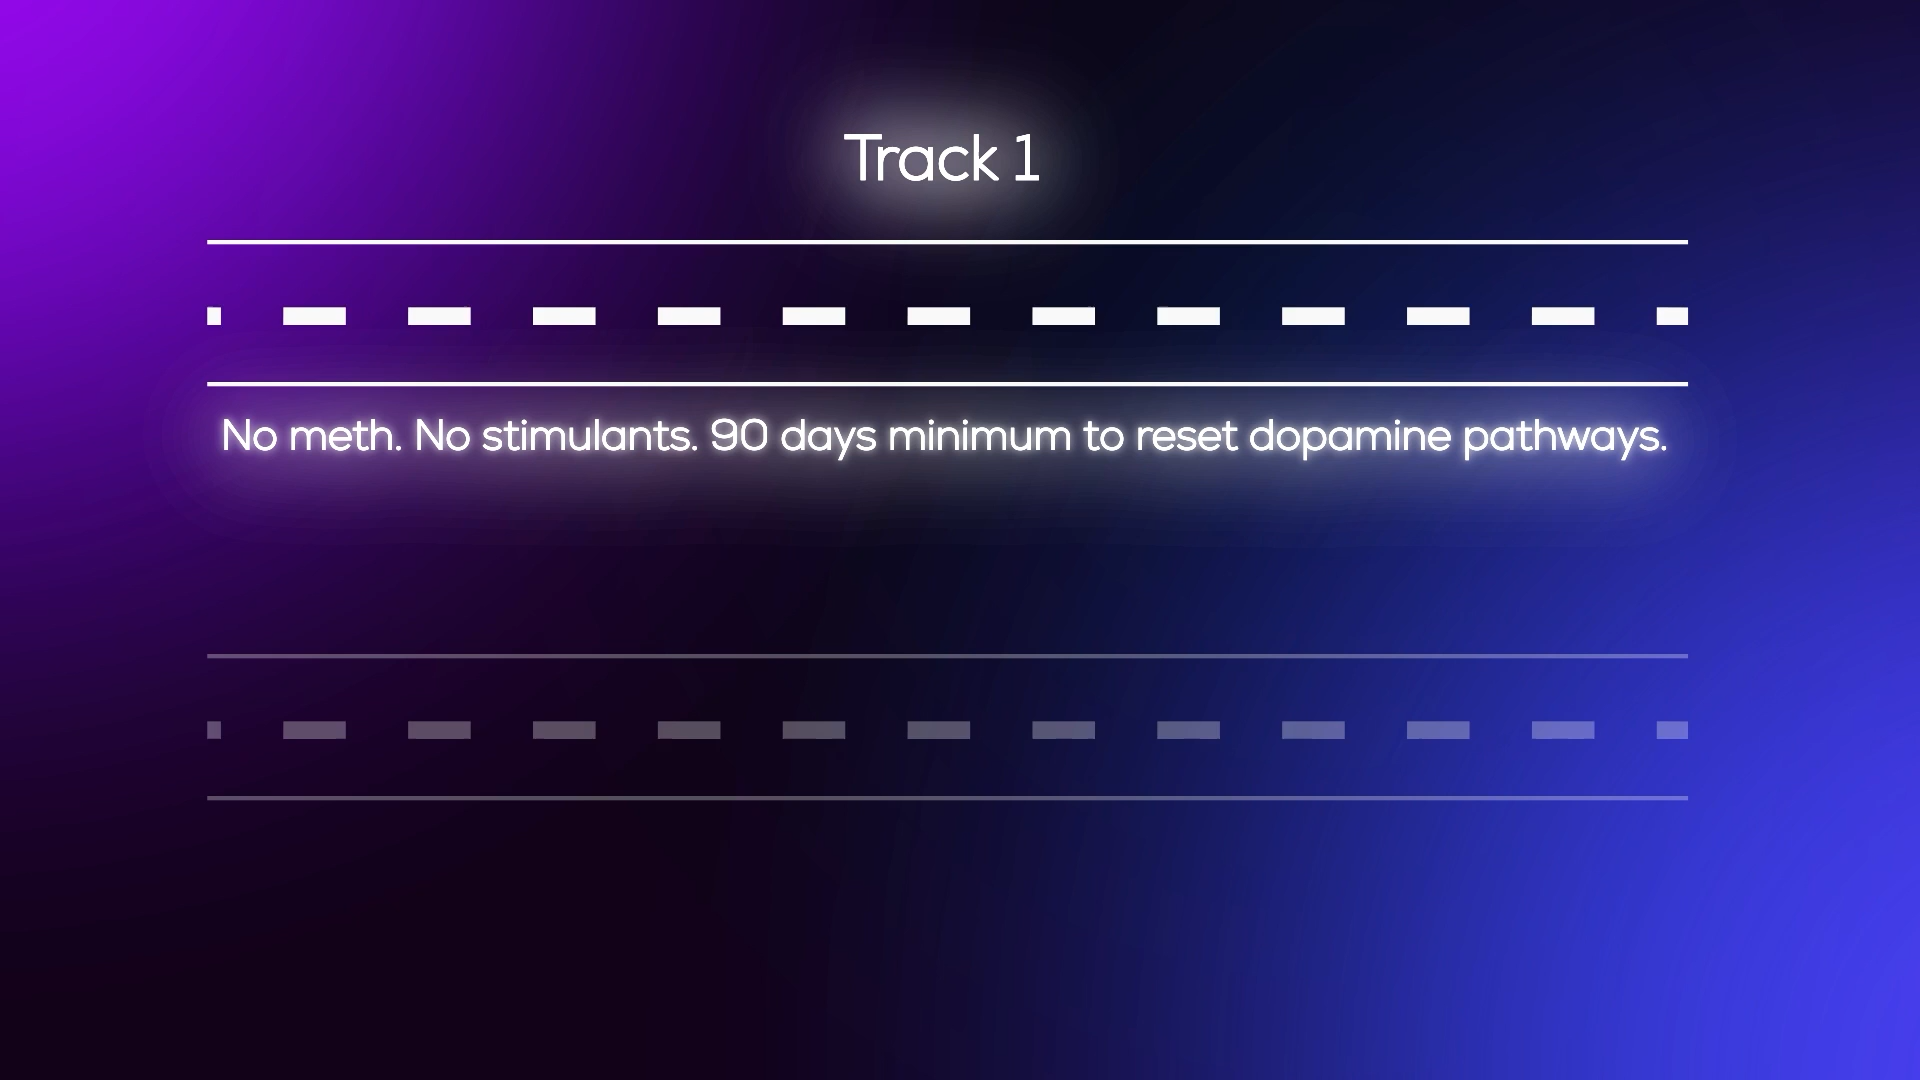 Track 1
No meth. No stimulants. 90 days minimum to reset dopamine pathways.